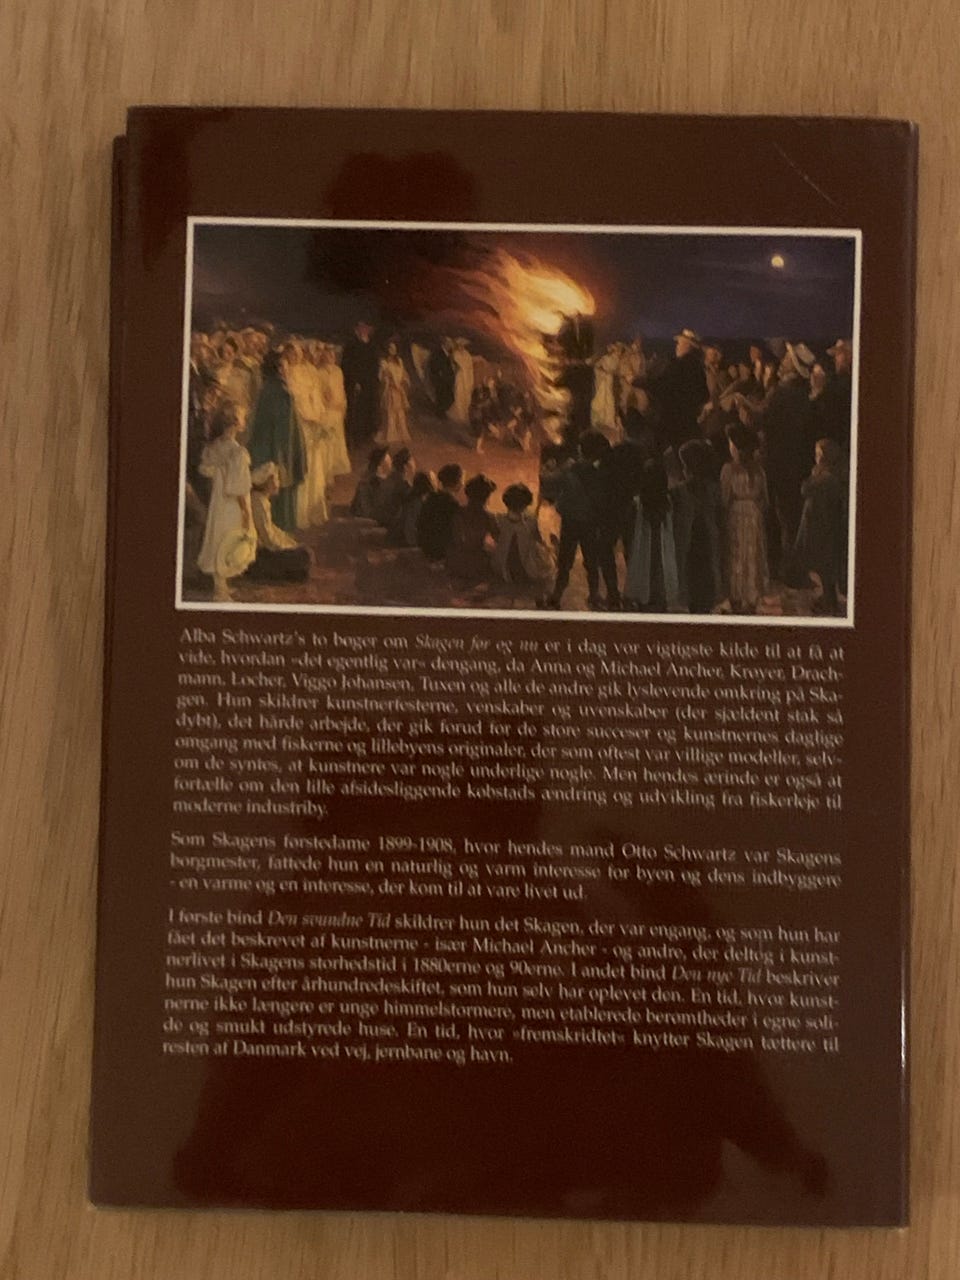 Alba Schwartz's to bøger om Skagen før og nu er i dag vor vigtigste kilde til at få at
vide, hvordan »det egentlig var« dengang, da Anna og Michael Ancher, Krøyer, Drach-
mann, Locher, Viggo Johansen, Tuxen og alle de andre gik lyslevende omkring på Ska-
gen. Hun skildrer kunstnerfesterne, venskaber og uvenskaber (der sjældent stak så
dybt), det hårde arbejde, der gik forud for de store succeser og kunstnernes daglige
omgang med fiskerne og lillebyens originaler, der som oftest var villige modeller, selv-
om de syntes, at kunstnere var nogle underlige nogle. Men hendes ærinde er også at
fortælle om den lille afsidesliggende købstads ændring og udvikling fra fiskerleje til
moderne industriby.
Som Skagens førstedame 1899-1908, hvor hendes mand Otto Schwartz var Skagens
borgmester, fattede hun en naturlig og varm interesse for byen og dens indbyggere
- en varme og en interesse, der kom til at vare livet ud.
I første bind Den svundne Tid skildrer hun det Skagen, der var engang, og som hun har
fået det beskrevet af kunstnerne - især Michael Ancher - og andre, der deltog i kunst-
nerlivet i Skagens storhedstid i 1880erne og 90erne. I andet bind Den nye Tid beskriver
hun Skagen efter århundredeskiftet, som hun selv har oplevet den. En tid, hvor kunst-
nerne ikke længere er unge himmelstormere, men etablerede berømtheder i egne soli-
de og smukt udstyrede huse. En tid, hvor »fremskridtet« knytter Skagen tættere til
resten af Danmark ved vej, jernbane og havn.